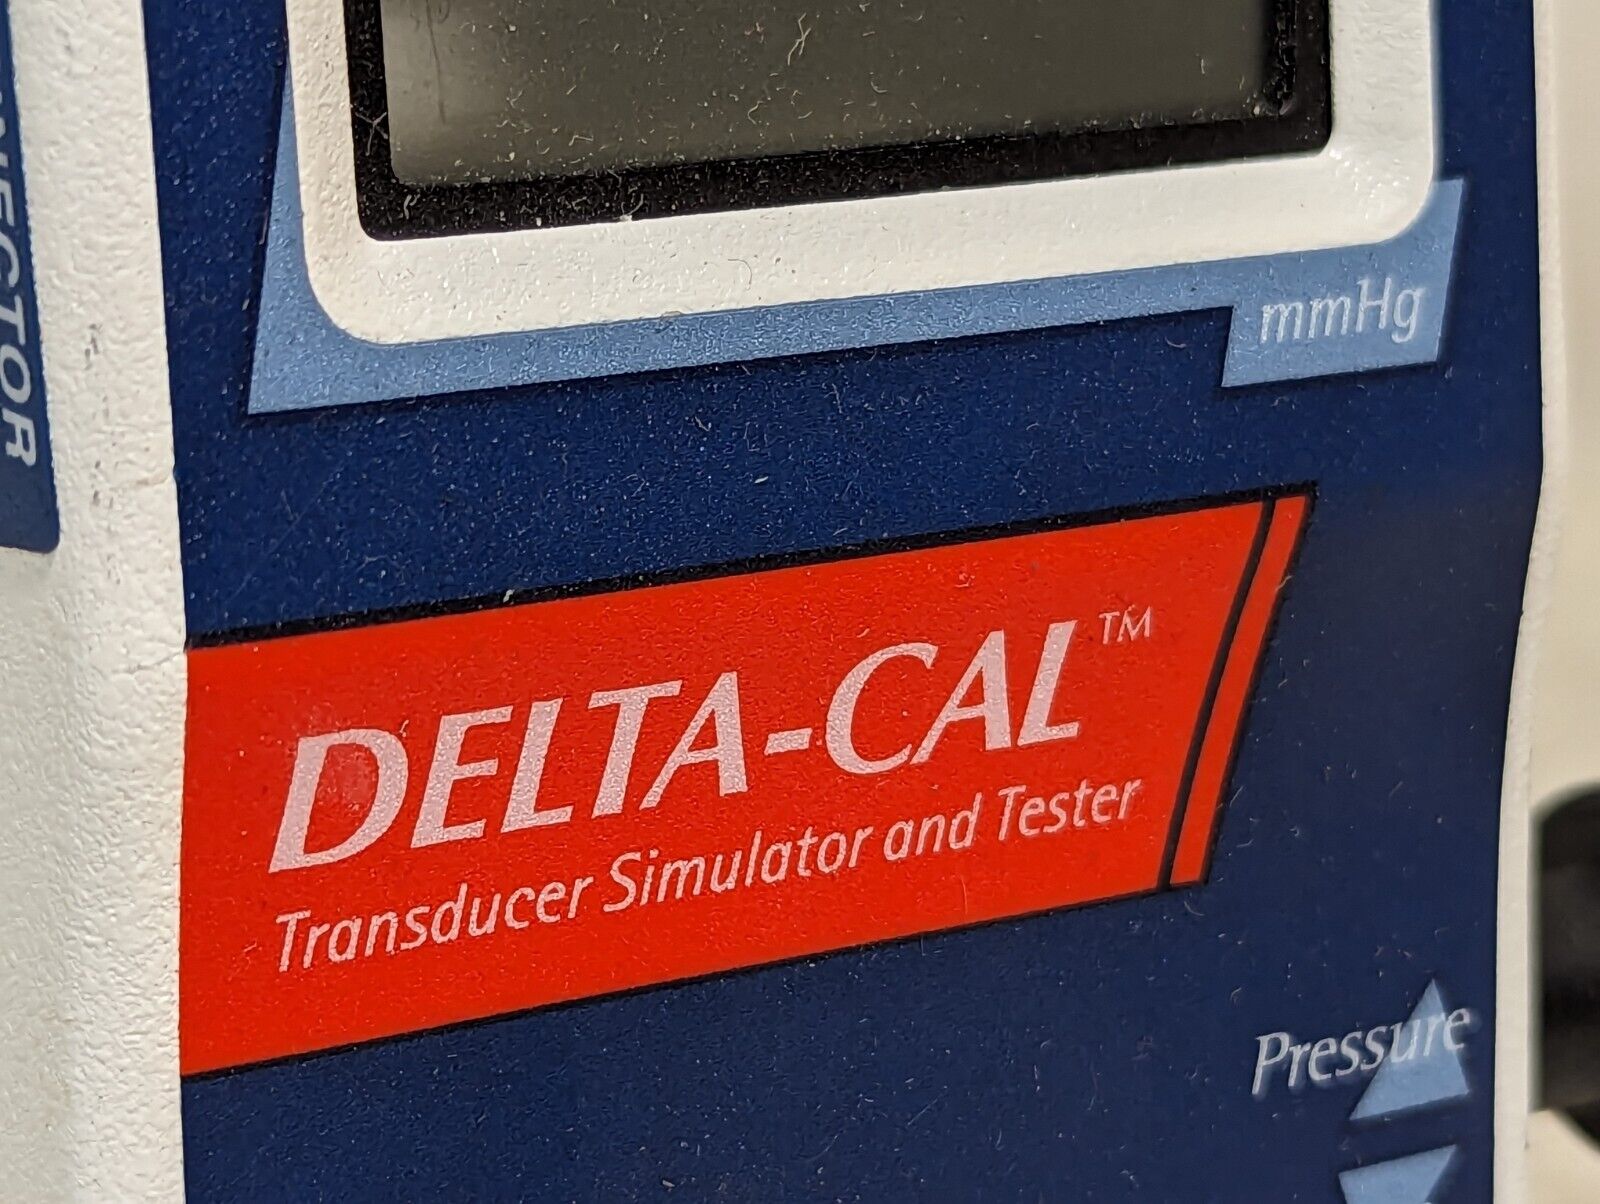 mmHg
DELTA-CAL™
Transducer Simulator and Tester
Pressure